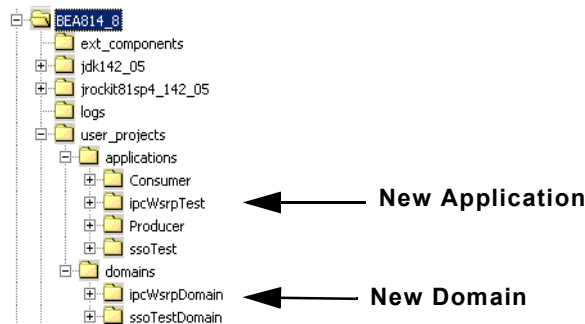 BEA814_8
ext_components
jdk142_05
jrockit81sp4_142_05
logs
user_projects
applications
Consumer
ipcWsrpTest New Application
Producer
ssoTest
domains
ipcWsrpDomain New Domain
ssoTestDomain